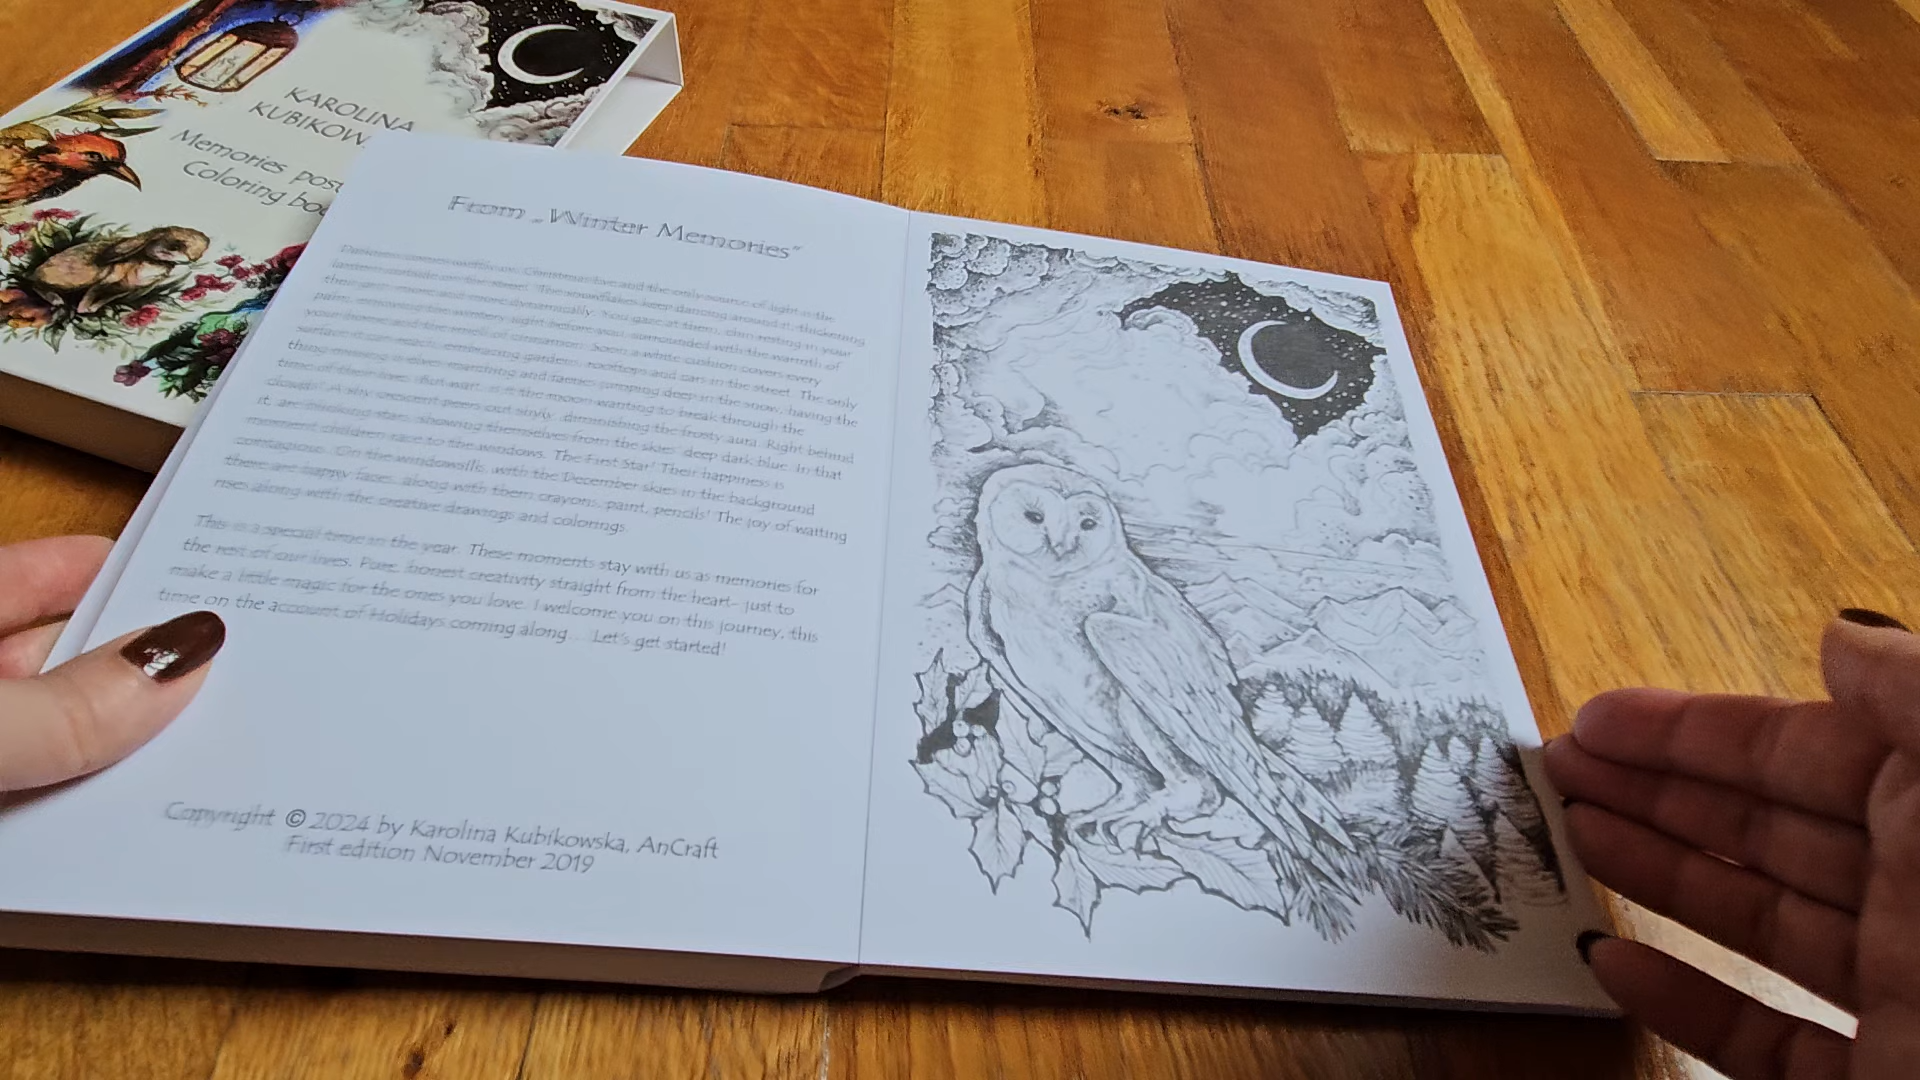 KAROLINA
KUBIKOW
Memories post
Coloring boo
From „Winter Memories"
Darkness comes within us. Christmas Eve and the only source of light is the
lantern outside on the street. The snowflakes keep dancing around it, thickening
their grip more and more dynamically. You gaze at them, chin resting in your
palm, removing the wintery night before you, surrounded with the warmth of
your home and the smell of cinnamon. Soon a white cushion covers every
surface it can reach, embracing gardens, rooftops and cars in the street. The only
thing missing is elves marching and fairies jumping deep in the snow, having the
time of their lives. But wait, is it the moon wanting to break through the
clouds? A shy crescent peers out slyly, diminishing the frosty aura. Right behind
it, are blinking stars, showing themselves from the skies' deep dark blue. In that
moment children race to the windows. The First Star! Their happiness is
contagious. On the windowsills, with the December skies in the background
there are happy faces, along with them crayons, paint, pencils! The joy of waiting
rises along with the creative drawings and colorings.
This is a special time in the year. These moments stay with us as memories for
the rest of our lives. Pure, honest creativity straight from the heart- just to
make a little magic for the ones you love. I welcome you on this journey, this
time on the account of Holidays coming along... Let's get started!
Copyright © 2024 by Karolina Kubikowska, AnCraft
First edition November 2019